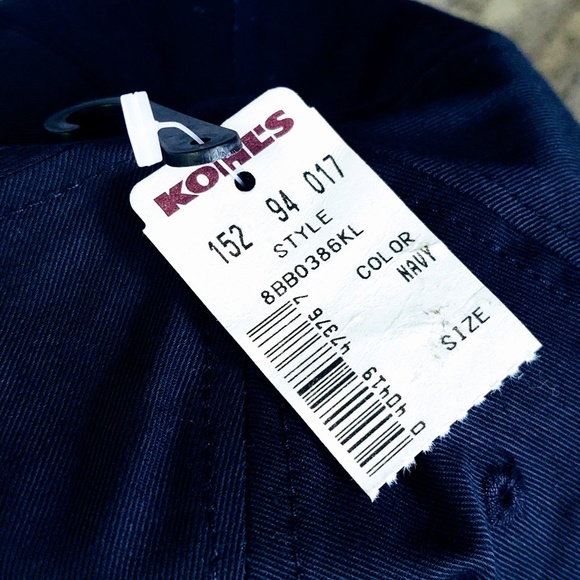 KOHL'S
152 94 017
STYLE
8BB0386KL
COLOR
NAVY
SIZE
0 40419 47376 7